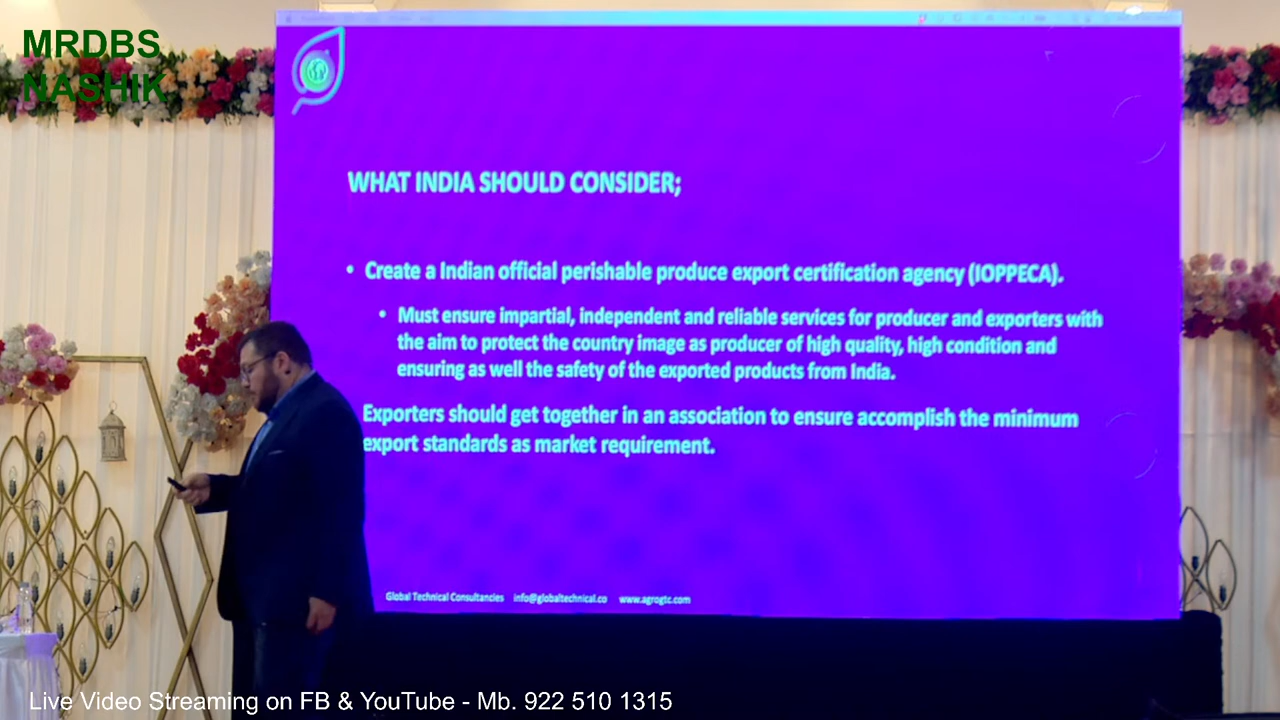 MRDBS
NASHIK
WHAT INDIA SHOULD CONSIDER;
• Create a Indian official perishable produce export certification agency (IOPPECA).
• Must ensure impartial, independent and reliable services for producer and exporters with
the aim to protect the country image as producer of high quality, high condition and
ensuring as well the safety of the exported products from India.
Exporters should get together in an association to ensure accomplish the minimum
export standards as market requirement.
Global Technical Consultancies info@globaltechnical.co www.agrogtc.com
Live Video Streaming on FB & YouTube - Mb. 922 510 1315